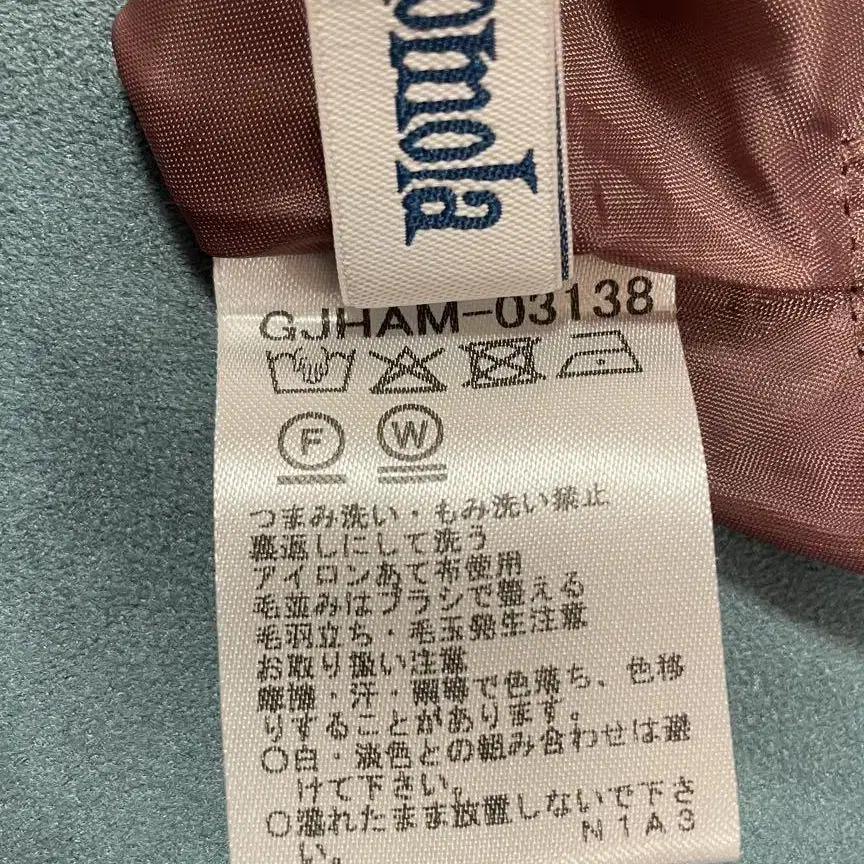 omola
GJHAM-03138
F W
つまみ洗い・もみ洗い禁止
裏返しにして洗う
アイロンあて布使用
毛並みはブラシで整える
毛羽立ち・毛玉発生注意
お取り扱い注意
摩擦・汗・雨等で色落ち、色移
りすることがあります。
○白・淡色との組み合わせは避
けて下さい。
○濡れたまま放置しないで下さ
い。
N1A3